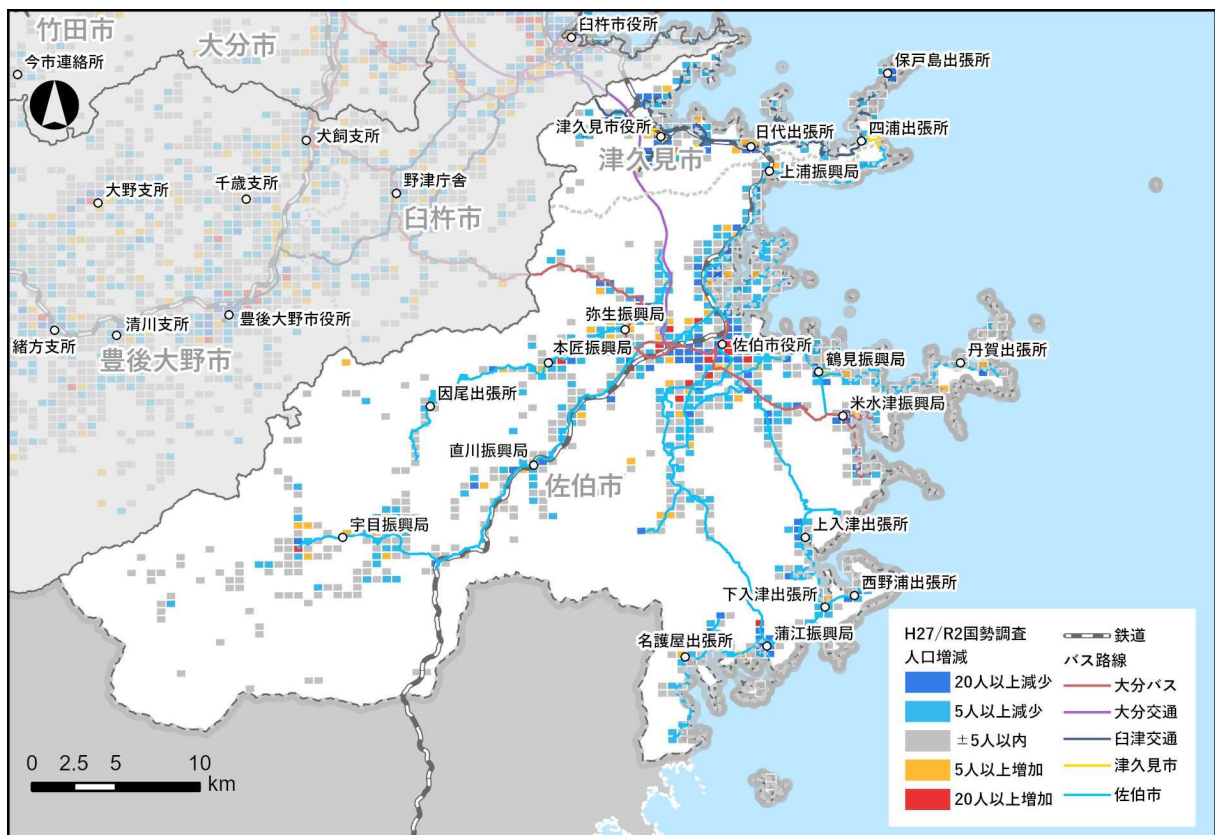 竹田市
大分市
臼杵市役所
今市連絡所
保戸島出張所
犬飼支所
津久見市役所
日代出張所
四浦出張所
津久見市
上浦振興局
大野支所
千歳支所
野津庁舎
臼杵市
緒方支所
清川支所
豊後大野市役所
豊後大野市
弥生振興局
本匠振興局
佐伯市役所
鶴見振興局
丹賀出張所
因尾出張所
米水津振興局
直川振興局
佐伯市
宇目振興局
上入津出張所
下入津出張所
西野浦出張所
名護屋出張所
蒲江振興局
0 2.5 5 10
km
H27/R2国勢調査
人口増減
20人以上減少
5人以上減少
±5人以内
5人以上増加
20人以上増加
鉄道
バス路線
大分バス
大分交通
臼津交通
津久見市
佐伯市